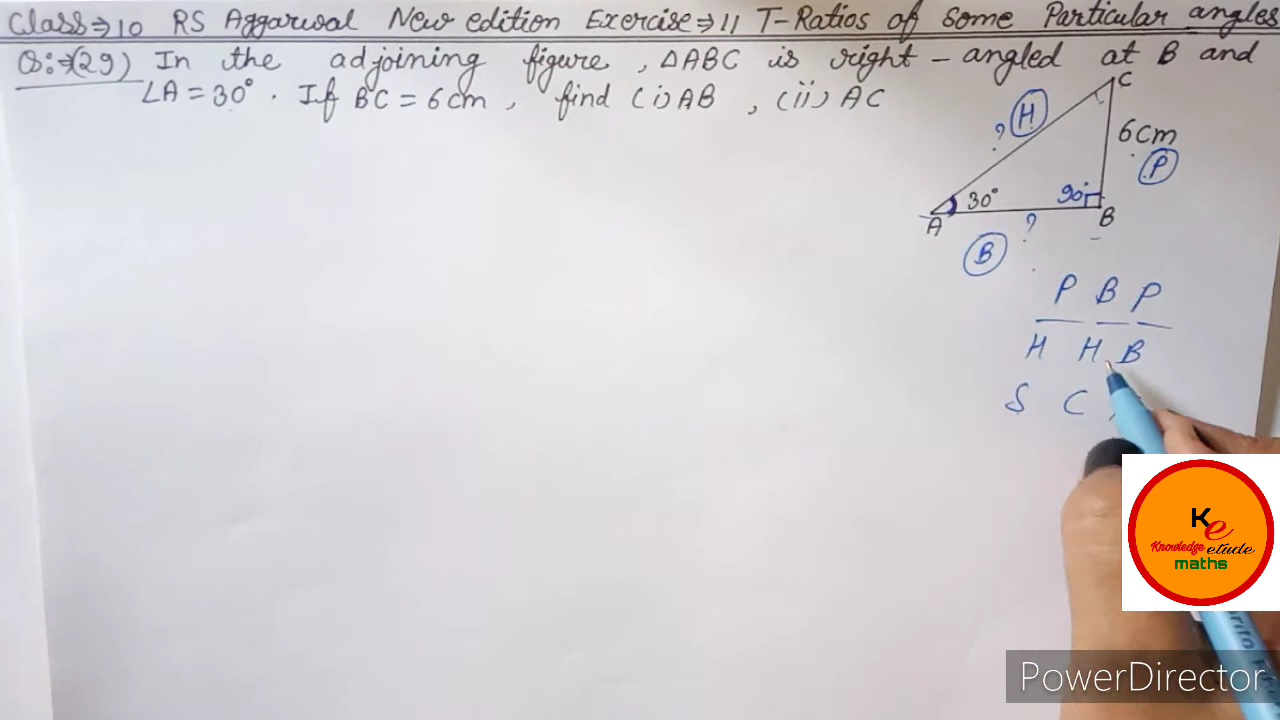 Class⇒10 RS Aggarwal New edition Exercise⇒11 T-Ratios of Some Particular angles
Q:⇒(29) In the adjoining figure, △ABC is right-angled at B and
∠A = 30°. If BC = 6cm, find (i) AB, (ii) AC
C
H
?
6cm
P
30°
90°
A
B
?
B
P B P
H H B
S C
Ke
Knowledge etude
maths
PowerDirector